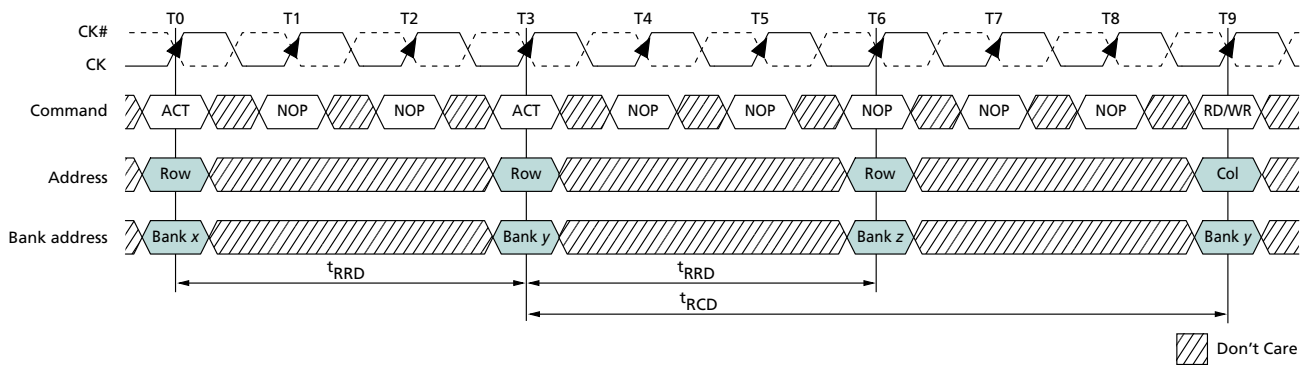 T0 T1 T2 T3 T4 T5 T6 T7 T8 T9
CK#
CK
Command ACT NOP NOP ACT NOP NOP NOP NOP NOP RD/WR
Address Row Row Row Col
Bank address Bank x Bank y Bank z Bank y
tRRD tRRD
tRCD
Don't Care